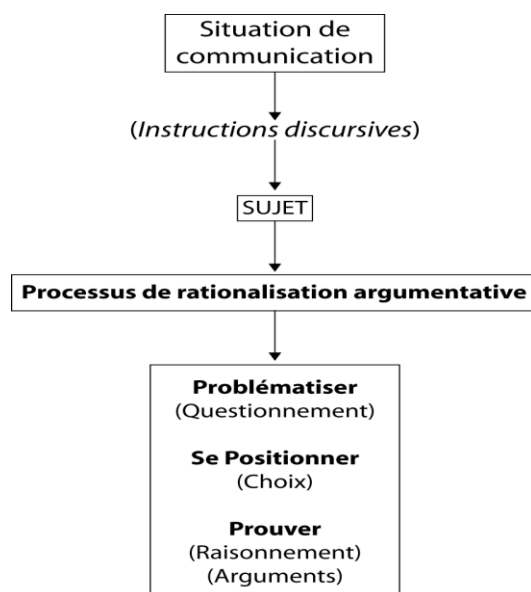 Situation de
communication
(Instructions discursives)
SUJET
Processus de rationalisation argumentative
Problématiser
(Questionnement)
Se Positionner
(Choix)
Prouver
(Raisonnement)
(Arguments)